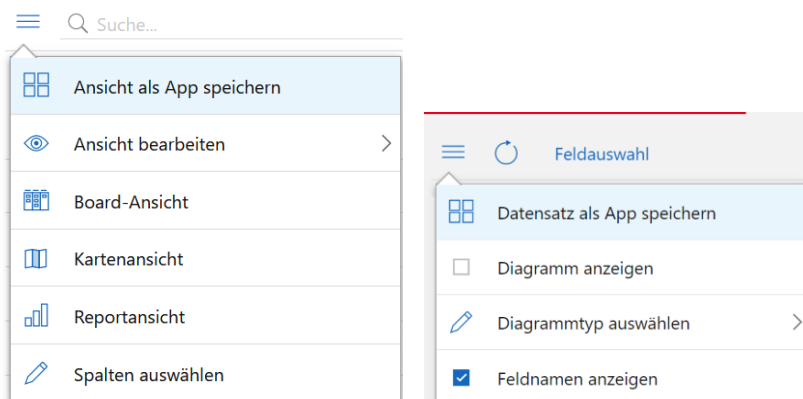 Suche...
Ansicht als App speichern
Ansicht bearbeiten
Board-Ansicht
Kartenansicht
Reportansicht
Spalten auswählen
Feldauswahl
Datensatz als App speichern
Diagramm anzeigen
Diagrammtyp auswählen
Feldnamen anzeigen